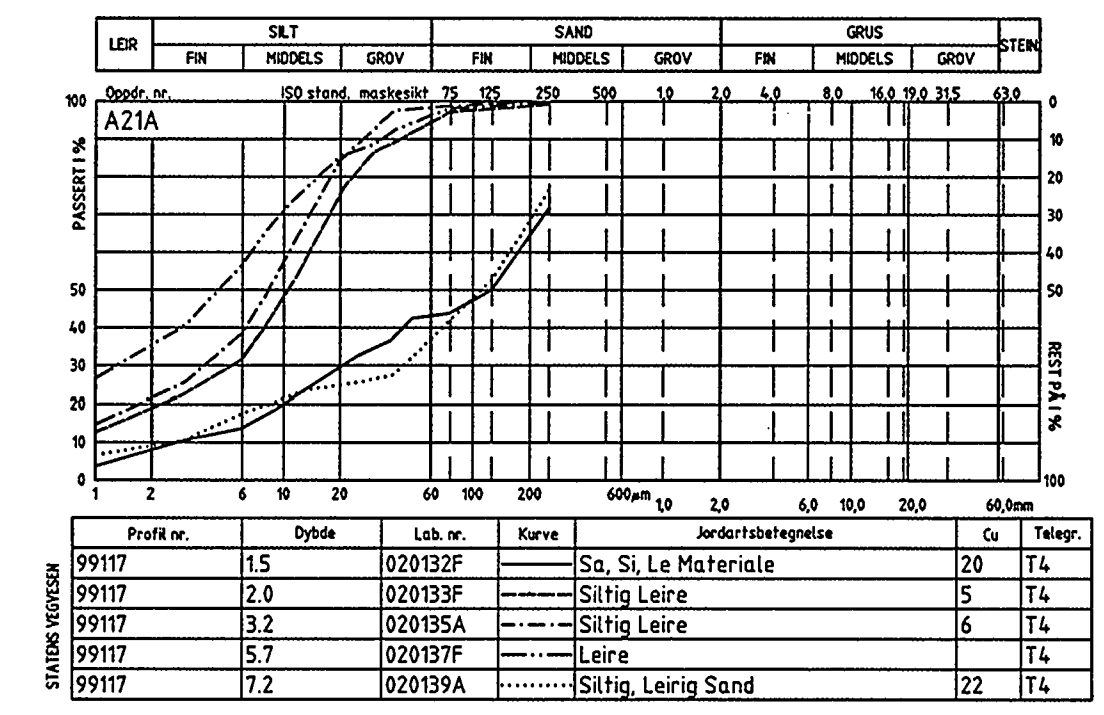 LEIR SILT SAND GRUS STEIN
FIN MIDDELS GROV FIN MIDDELS GROV FIN MIDDELS GROV
Oppdr. nr. ISO stand. maskesikt 75 125 250 500 1,0 2,0 4,0 8,0 16,0 19,0 31,5 63,0
A21A
PASSERT I %
100
90
80
70
60
50
40
30
20
10
0
0
10
20
30
40
50
100
REST PÅ I %
1 2 6 10 20 60 100 200 600µm 1,0 2,0 6,0 10,0 20,0 60,0mm
STATENS VEGVESEN
Profil nr. Dybde Lab. nr. Kurve Jordartsbetegnelse Cu Telegr.
99117 1.5 020132F Sa, Si, Le Materiale 20 T4
99117 2.0 020133F Siltig Leire 5 T4
99117 3.2 020135A Siltig Leire 6 T4
99117 5.7 020137F Leire T4
99117 7.2 020139A Siltig, Leirig Sand 22 T4